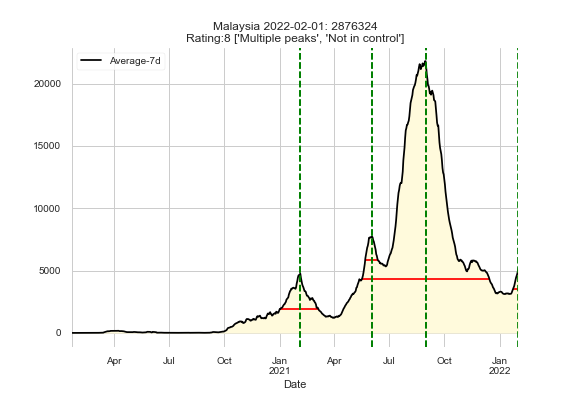 Malaysia 2022-02-01: 2876324
Rating:8 ['Multiple peaks', 'Not in control']
Average-7d
20000
15000
10000
5000
0
Apr Jul Oct Jan Apr Jul Oct Jan
2021 2022
Date